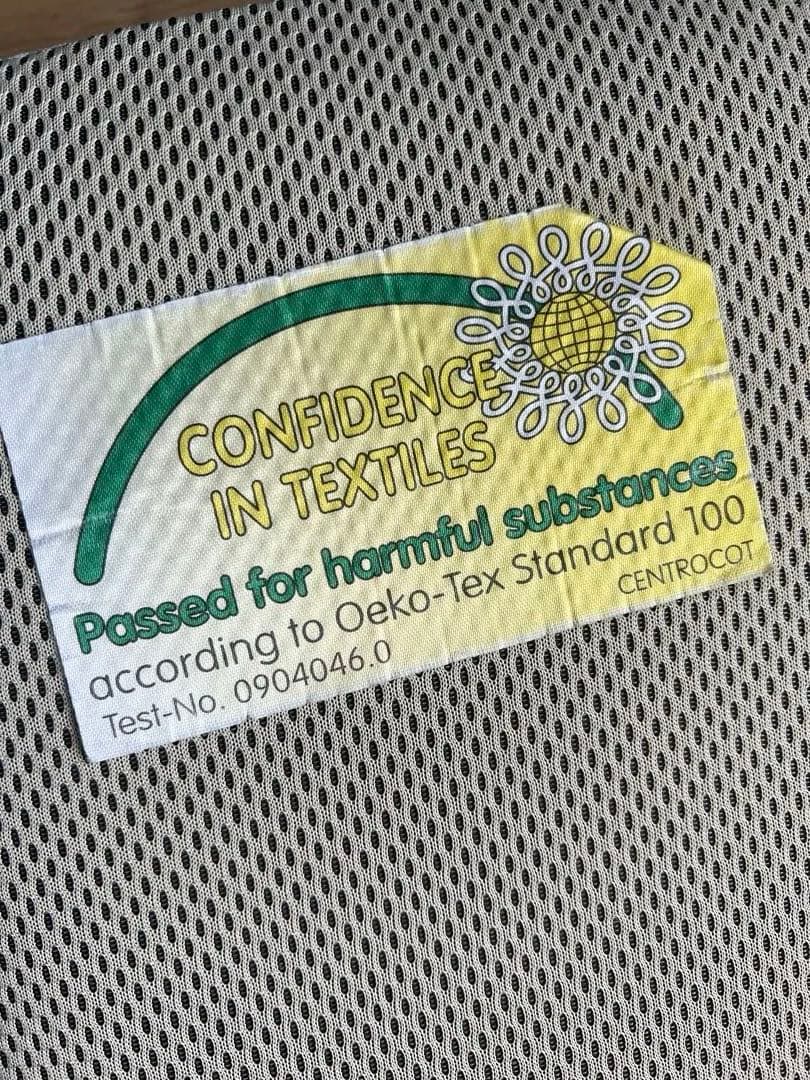 CONFIDENCE
IN TEXTILES
Passed for harmful substances
according to Oeko-Tex Standard 100
Test-No. 0904046.0
CENTROCOT